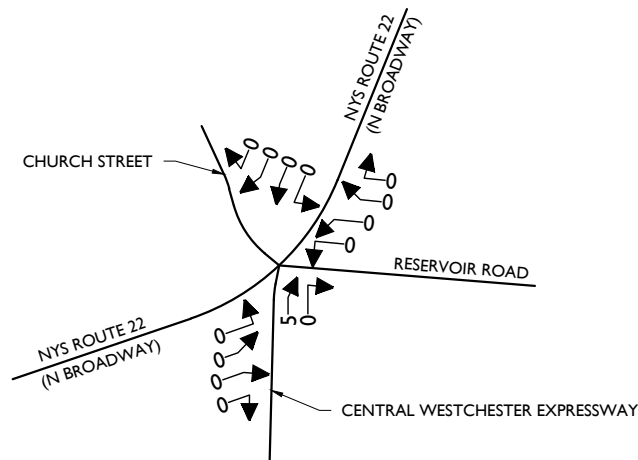 NYS ROUTE 22
(N BROADWAY)
CHURCH STREET
0
0
0
0
0
0
0
0
RESERVOIR ROAD
5
0
NYS ROUTE 22
(N BROADWAY)
0
0
0
0
CENTRAL WESTCHESTER EXPRESSWAY